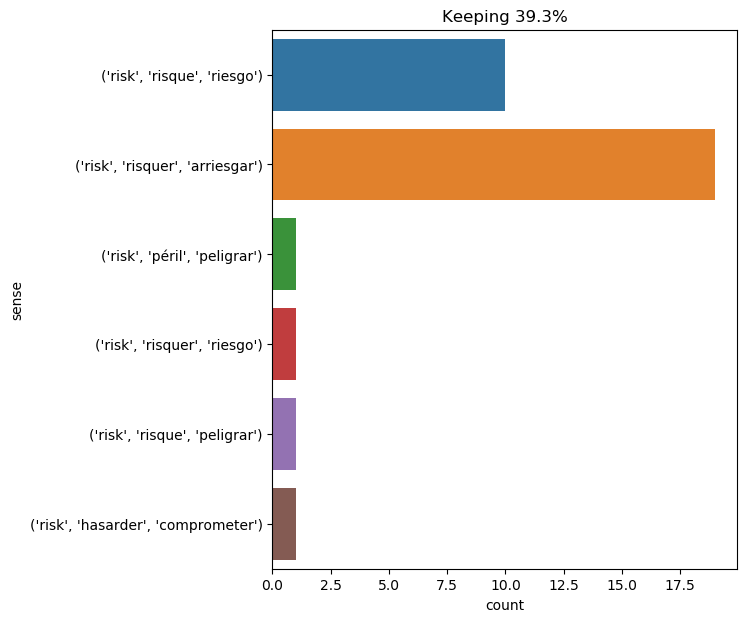 Keeping 39.3%
('risk', 'risque', 'riesgo')
('risk', 'risquer', 'arriesgar')
('risk', 'péril', 'peligrar')
('risk', 'risquer', 'riesgo')
('risk', 'risque', 'peligrar')
('risk', 'hasarder', 'comprometer')
sense
0.0 2.5 5.0 7.5 10.0 12.5 15.0 17.5
count